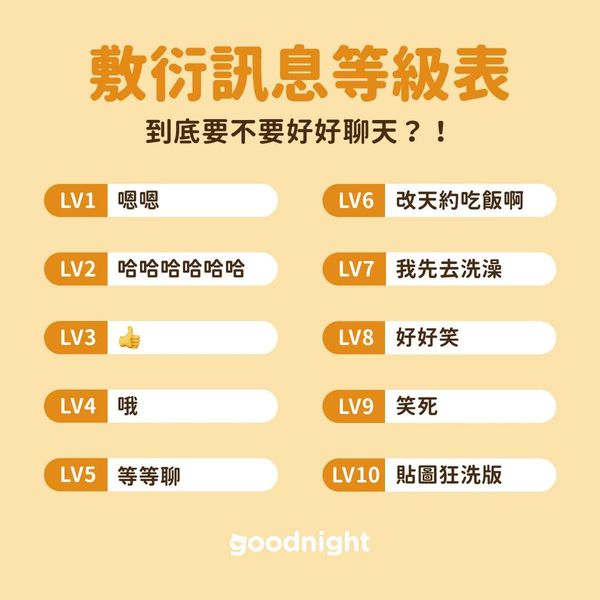 敷衍訊息等級表
到底要不要好好聊天？！
LV1 嗯嗯
LV2 哈哈哈哈哈哈
LV3 👍
LV4 哦
LV5 等等聊
LV6 改天約吃飯啊
LV7 我先去洗澡
LV8 好好笑
LV9 笑死
LV10 貼圖狂洗版
goodnight